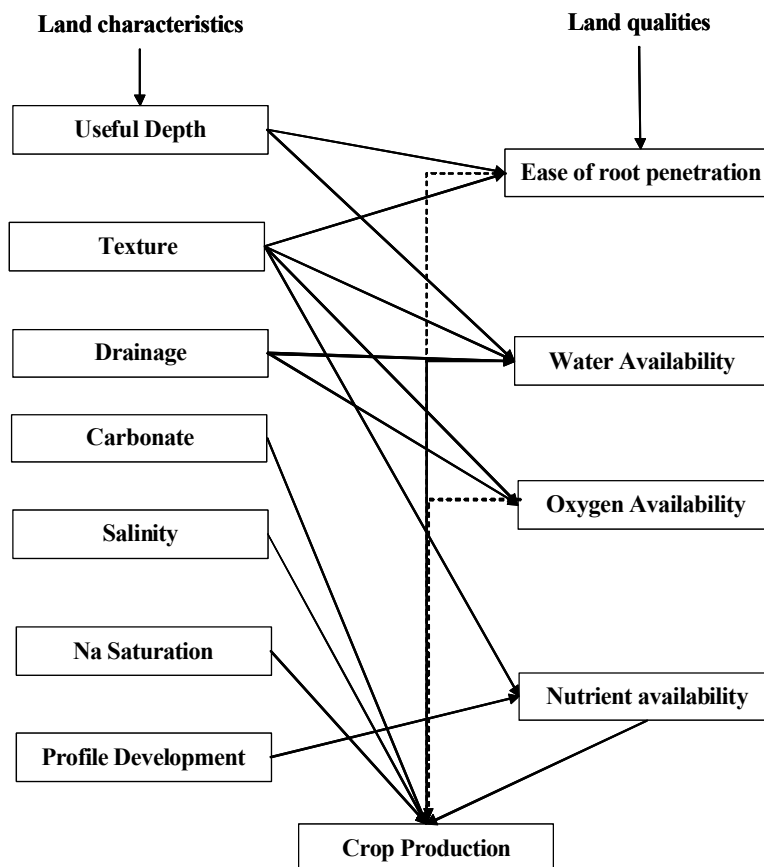 Land characteristics
Land qualities
Useful Depth
Ease of root penetration
Texture
Drainage
Water Availability
Carbonate
Oxygen Availability
Salinity
Na Saturation
Nutrient availability
Profile Development
Crop Production